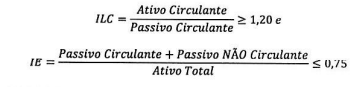 ILC = Ativo Circulante / Passivo Circulante ≥ 1,20 e
IE = Passivo Circulante + Passivo NÃO Circulante / Ativo Total ≤ 0,75